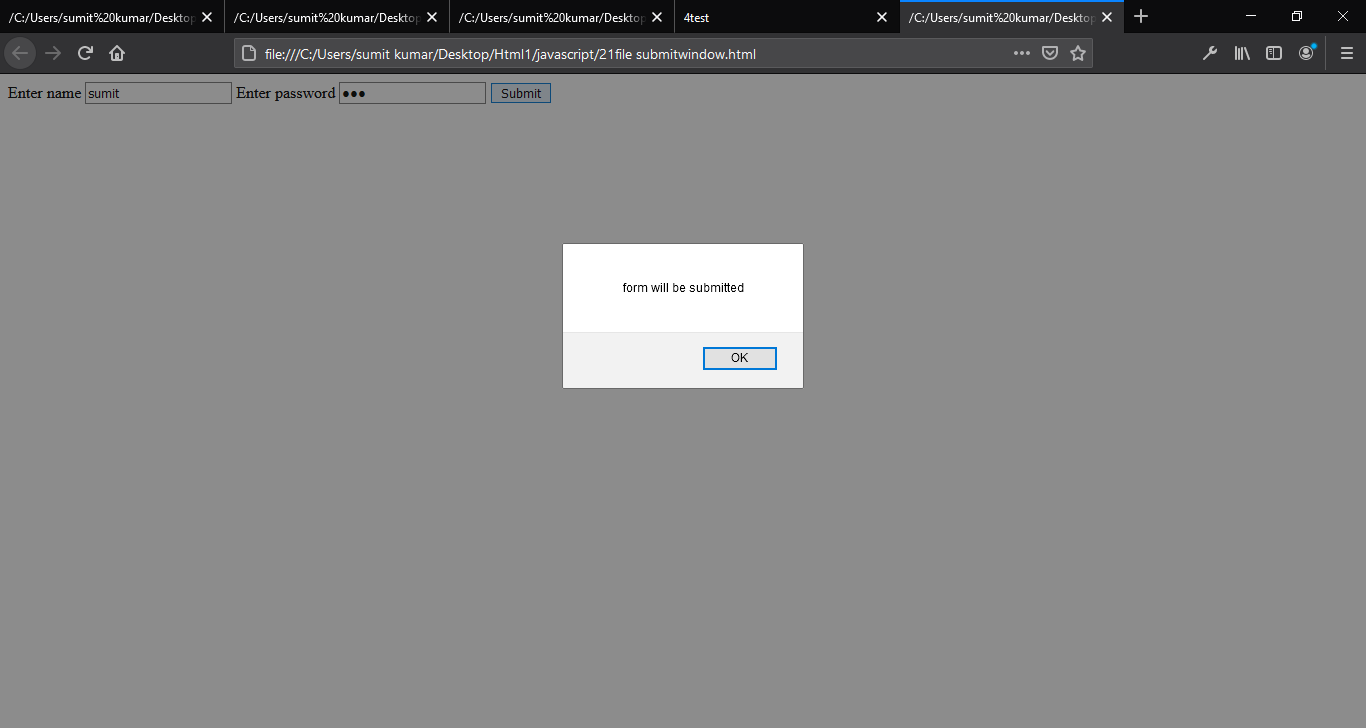 /C:/Users/sumit%20kumar/Desktop /C:/Users/sumit%20kumar/Desktop /C:/Users/sumit%20kumar/Desktop 4test /C:/Users/sumit%20kumar/Desktop
file:///C:/Users/sumit kumar/Desktop/Html1/javascript/21file submitwindow.html
Enter name sumit Enter password ●●● Submit
form will be submitted
OK